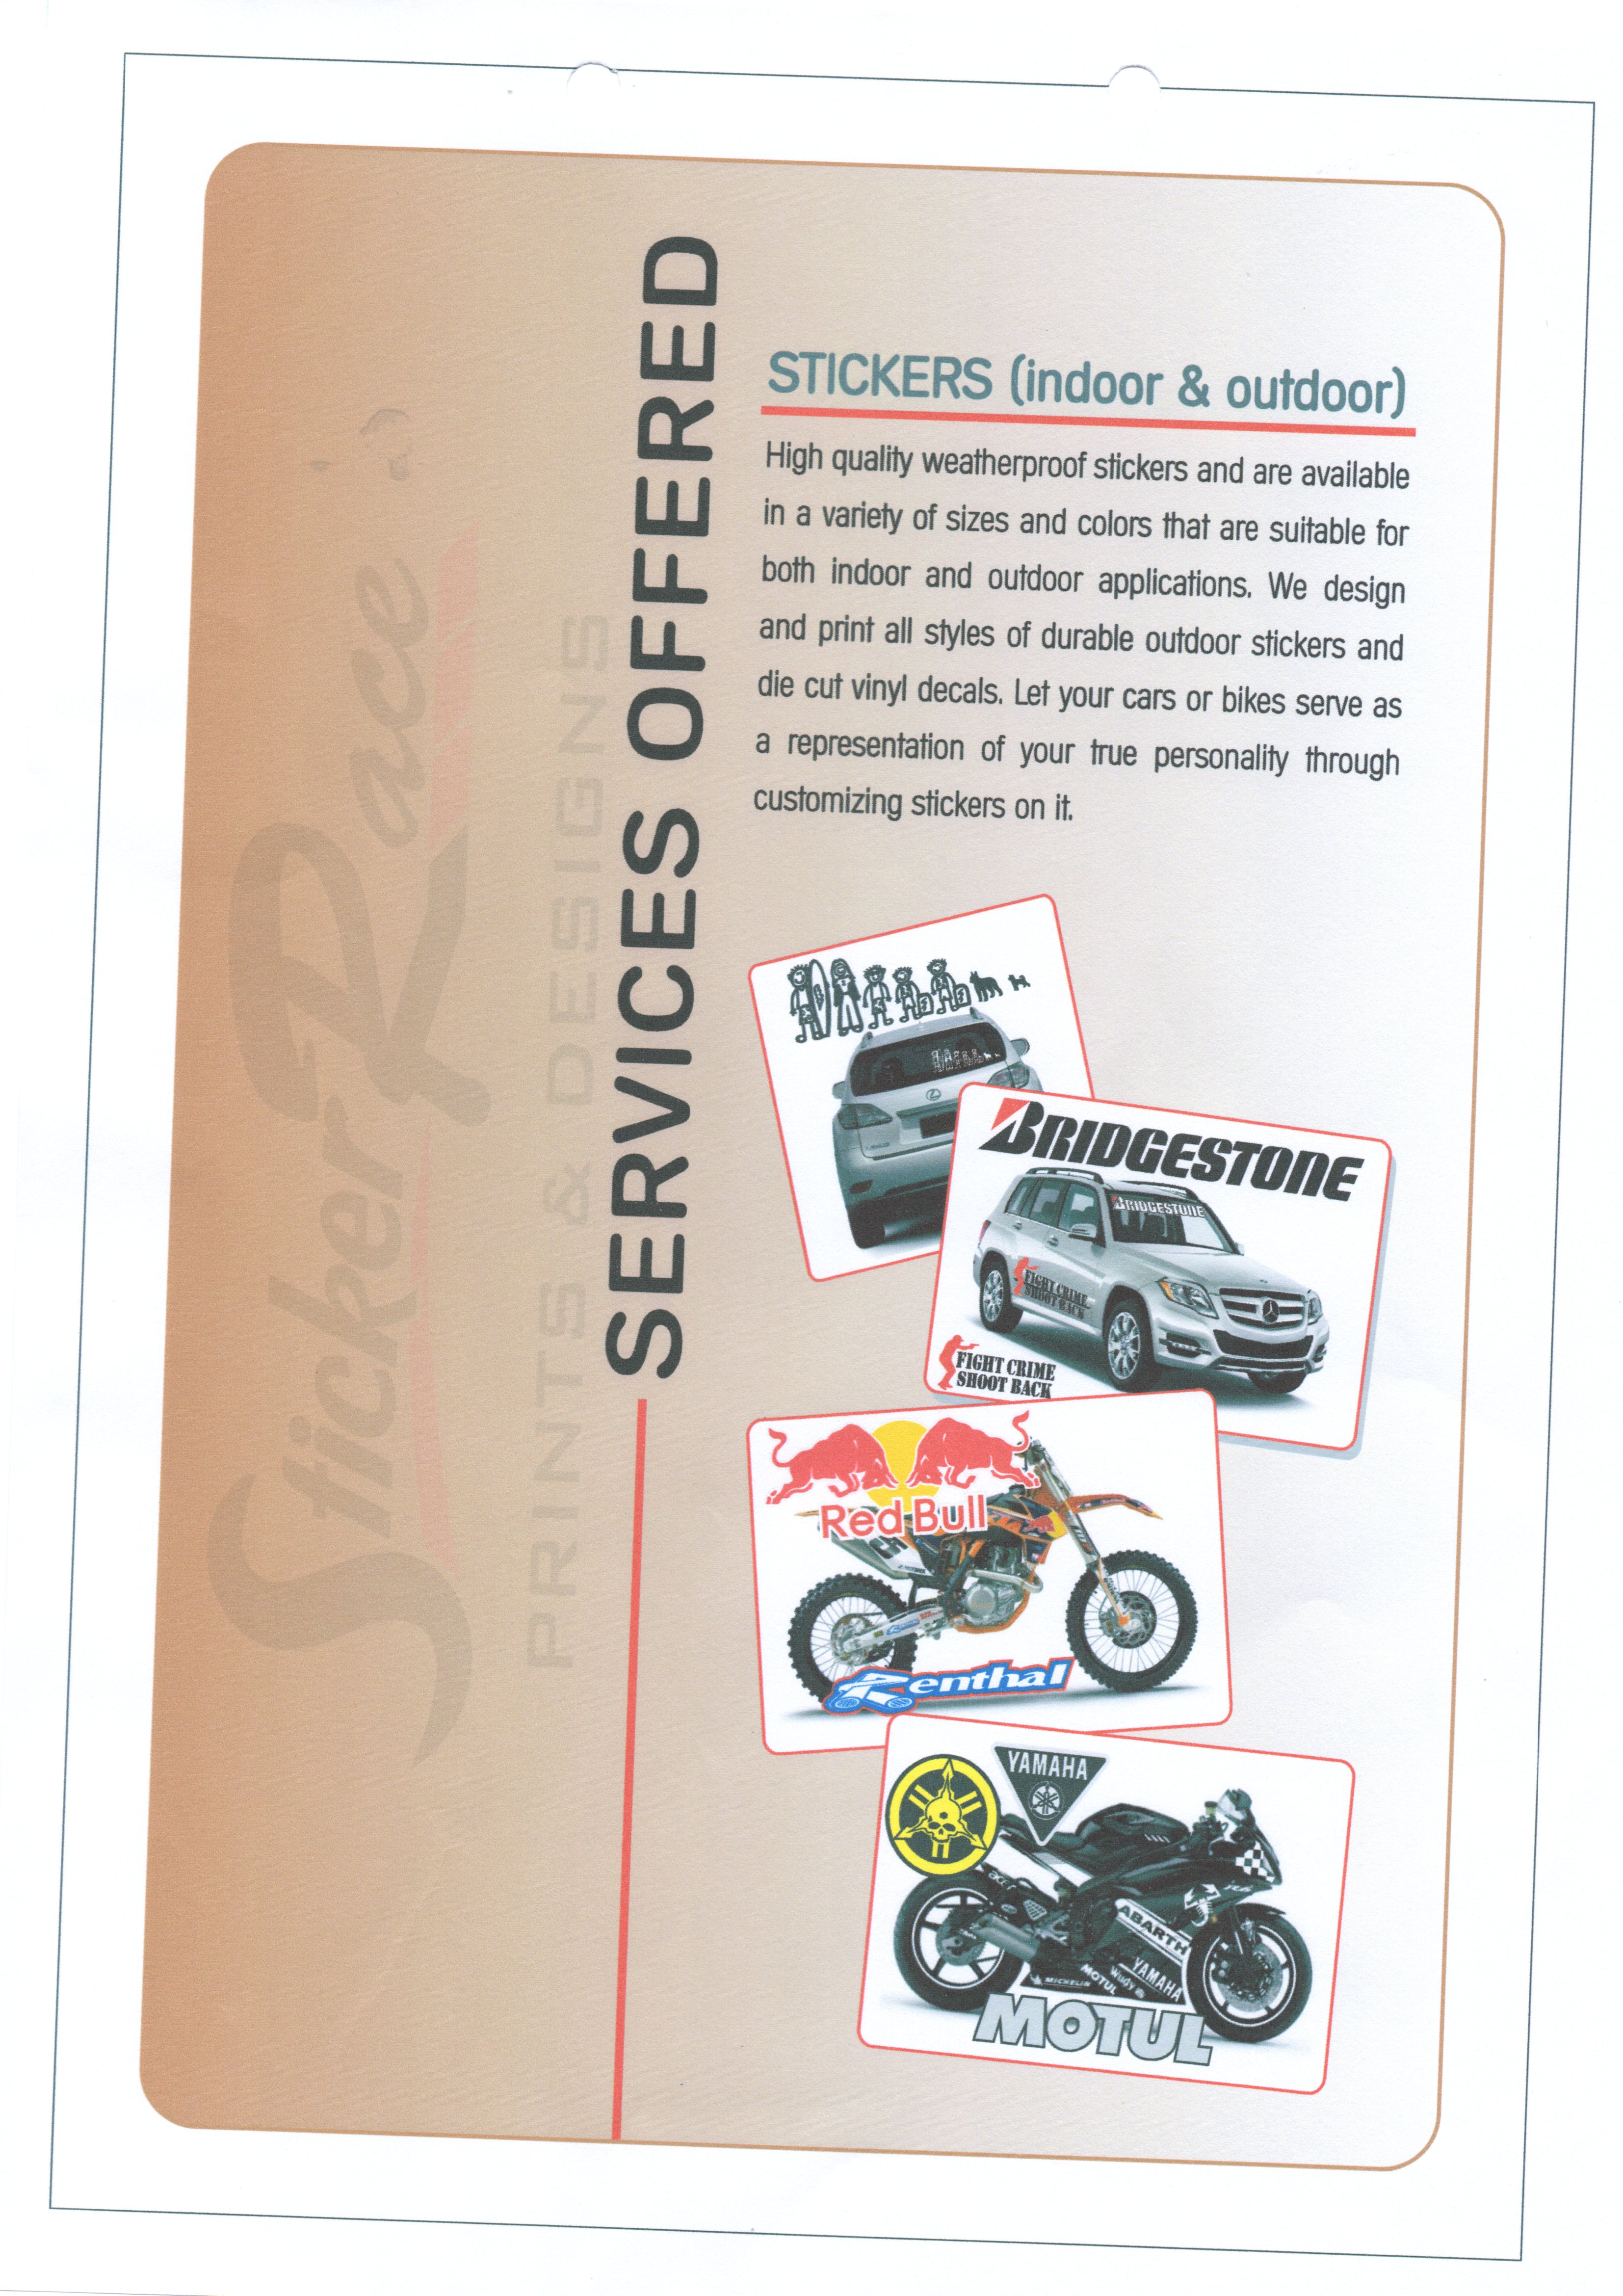 StickerRace
PRINTS & DESIGNS
SERVICES OFFERED
STICKERS (indoor & outdoor)
High quality weatherproof stickers and are available
in a variety of sizes and colors that are suitable for
both indoor and outdoor applications. We design
and print all styles of durable outdoor stickers and
die cut vinyl decals. Let your cars or bikes serve as
a representation of your true personality through
customizing stickers on it.
BRIDGESTONE
BRIDGESTONE
FIGHT CRIME
SHOOT BACK
FIGHT CRIME
SHOOT BACK
Red Bull
Renthal
YAMAHA
ABARTH
YAMAHA
MICHELIN
MOTUL
MOTUL